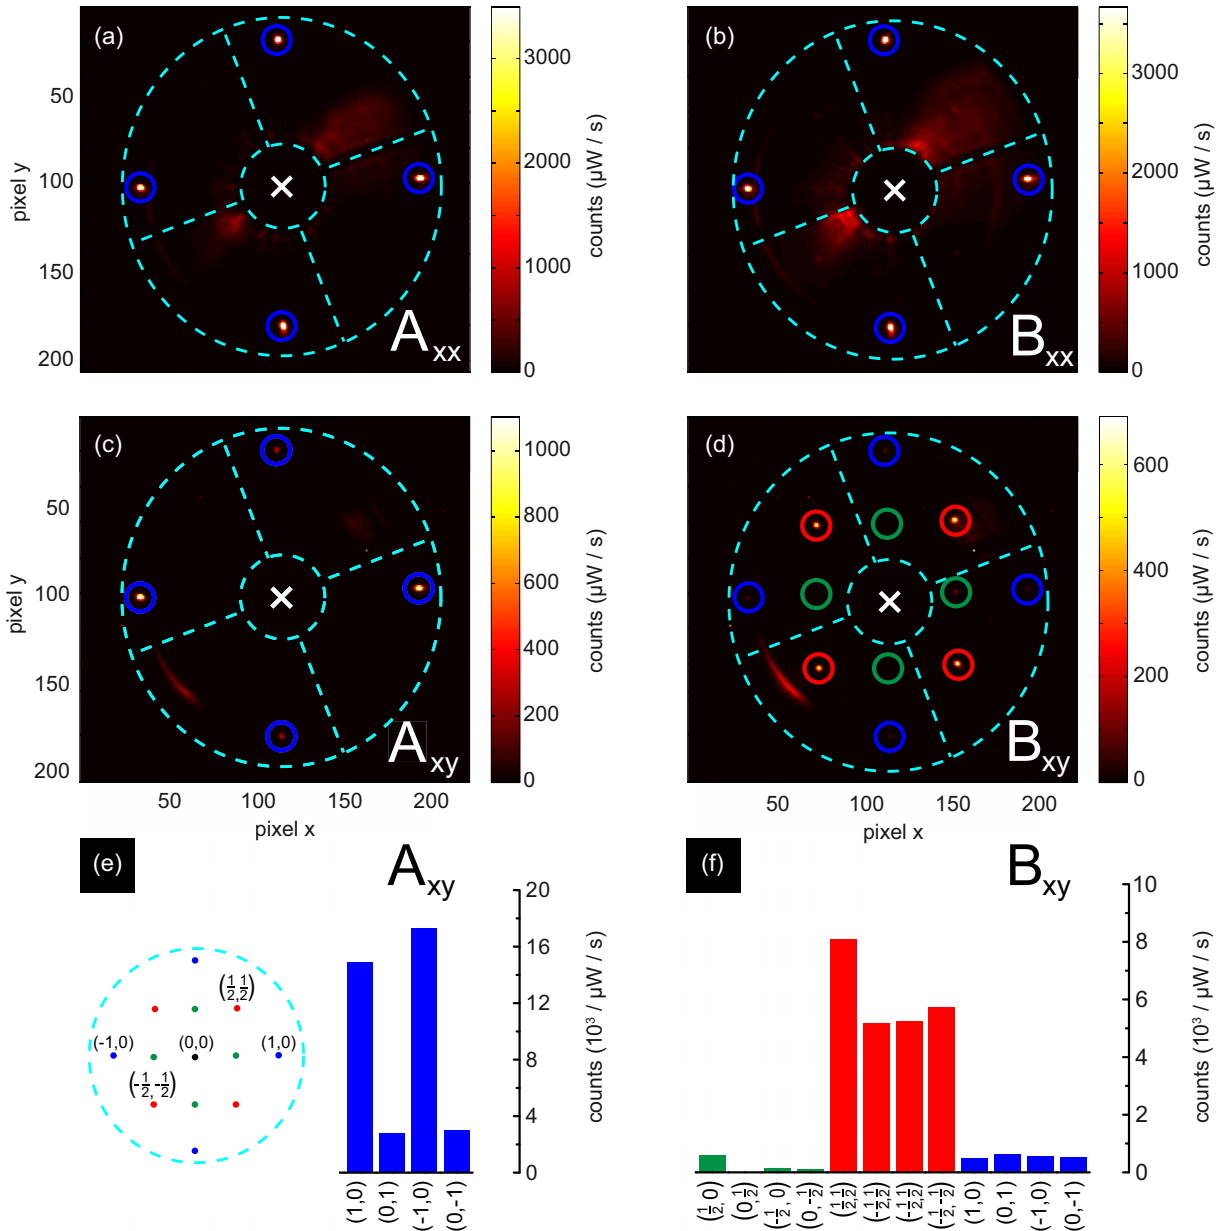 (a)
A xx
pixel y
50
100
150
200
3000
2000
1000
0
counts (μW / s)
(b)
B xx
3000
2000
1000
0
counts (μW / s)
(c)
A xy
pixel y
50
100
150
200
50 100 150 200
pixel x
1000
800
600
400
200
0
counts (μW / s)
(d)
B xy
50 100 150 200
pixel x
600
400
200
0
counts (μW / s)
(e)
A xy
(1/2,1/2)
(-1,0) (0,0) (1,0)
(-1/2,-1/2)
20
16
12
8
4
0
counts (10³ / μW / s)
(1,0) (0,1) (-1,0) (0,-1)
(f)
B xy
10
8
6
4
2
0
counts (10³ / μW / s)
(1/2, 0) (0,1/2) (-1/2, 0) (0,-1/2) (1/2,1/2) (-1/2,1/2) (-1/2,1/2) (-1/2,-1/2) (1,0) (0,1) (-1,0) (0,-1)